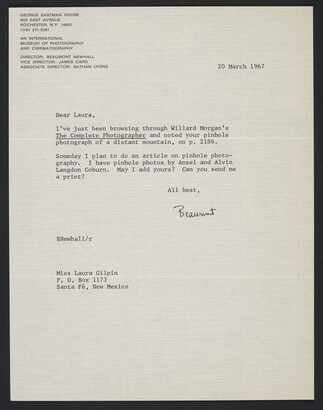 GEORGE EASTMAN HOUSE
900 EAST AVENUE
ROCHESTER, N.Y. 14607
(716) 271-3361
AN INTERNATIONAL
MUSEUM OF PHOTOGRAPHY
AND CINEMATOGRAPHY
DIRECTOR: BEAUMONT NEWHALL
VICE DIRECTOR: JAMES CARD
ASSOCIATE DIRECTOR: NATHAN LYONS
20 March 1967
Dear Laura,
I've just been browsing through Willard Morgan's
The Complete Photographer and noted your pinhole
photograph of a distant mountain, on p. 2186.
Someday I plan to do an article on pinhole photo-
graphy. I have pinhole photos by Ansel and Alvin
Langdon Coburn. May I add yours? Can you send me
a print?
All best,
Beaumont
BNewhall/r
Miss Laura Gilpin
P. O. Box 1173
Santa Fé, New Mexico